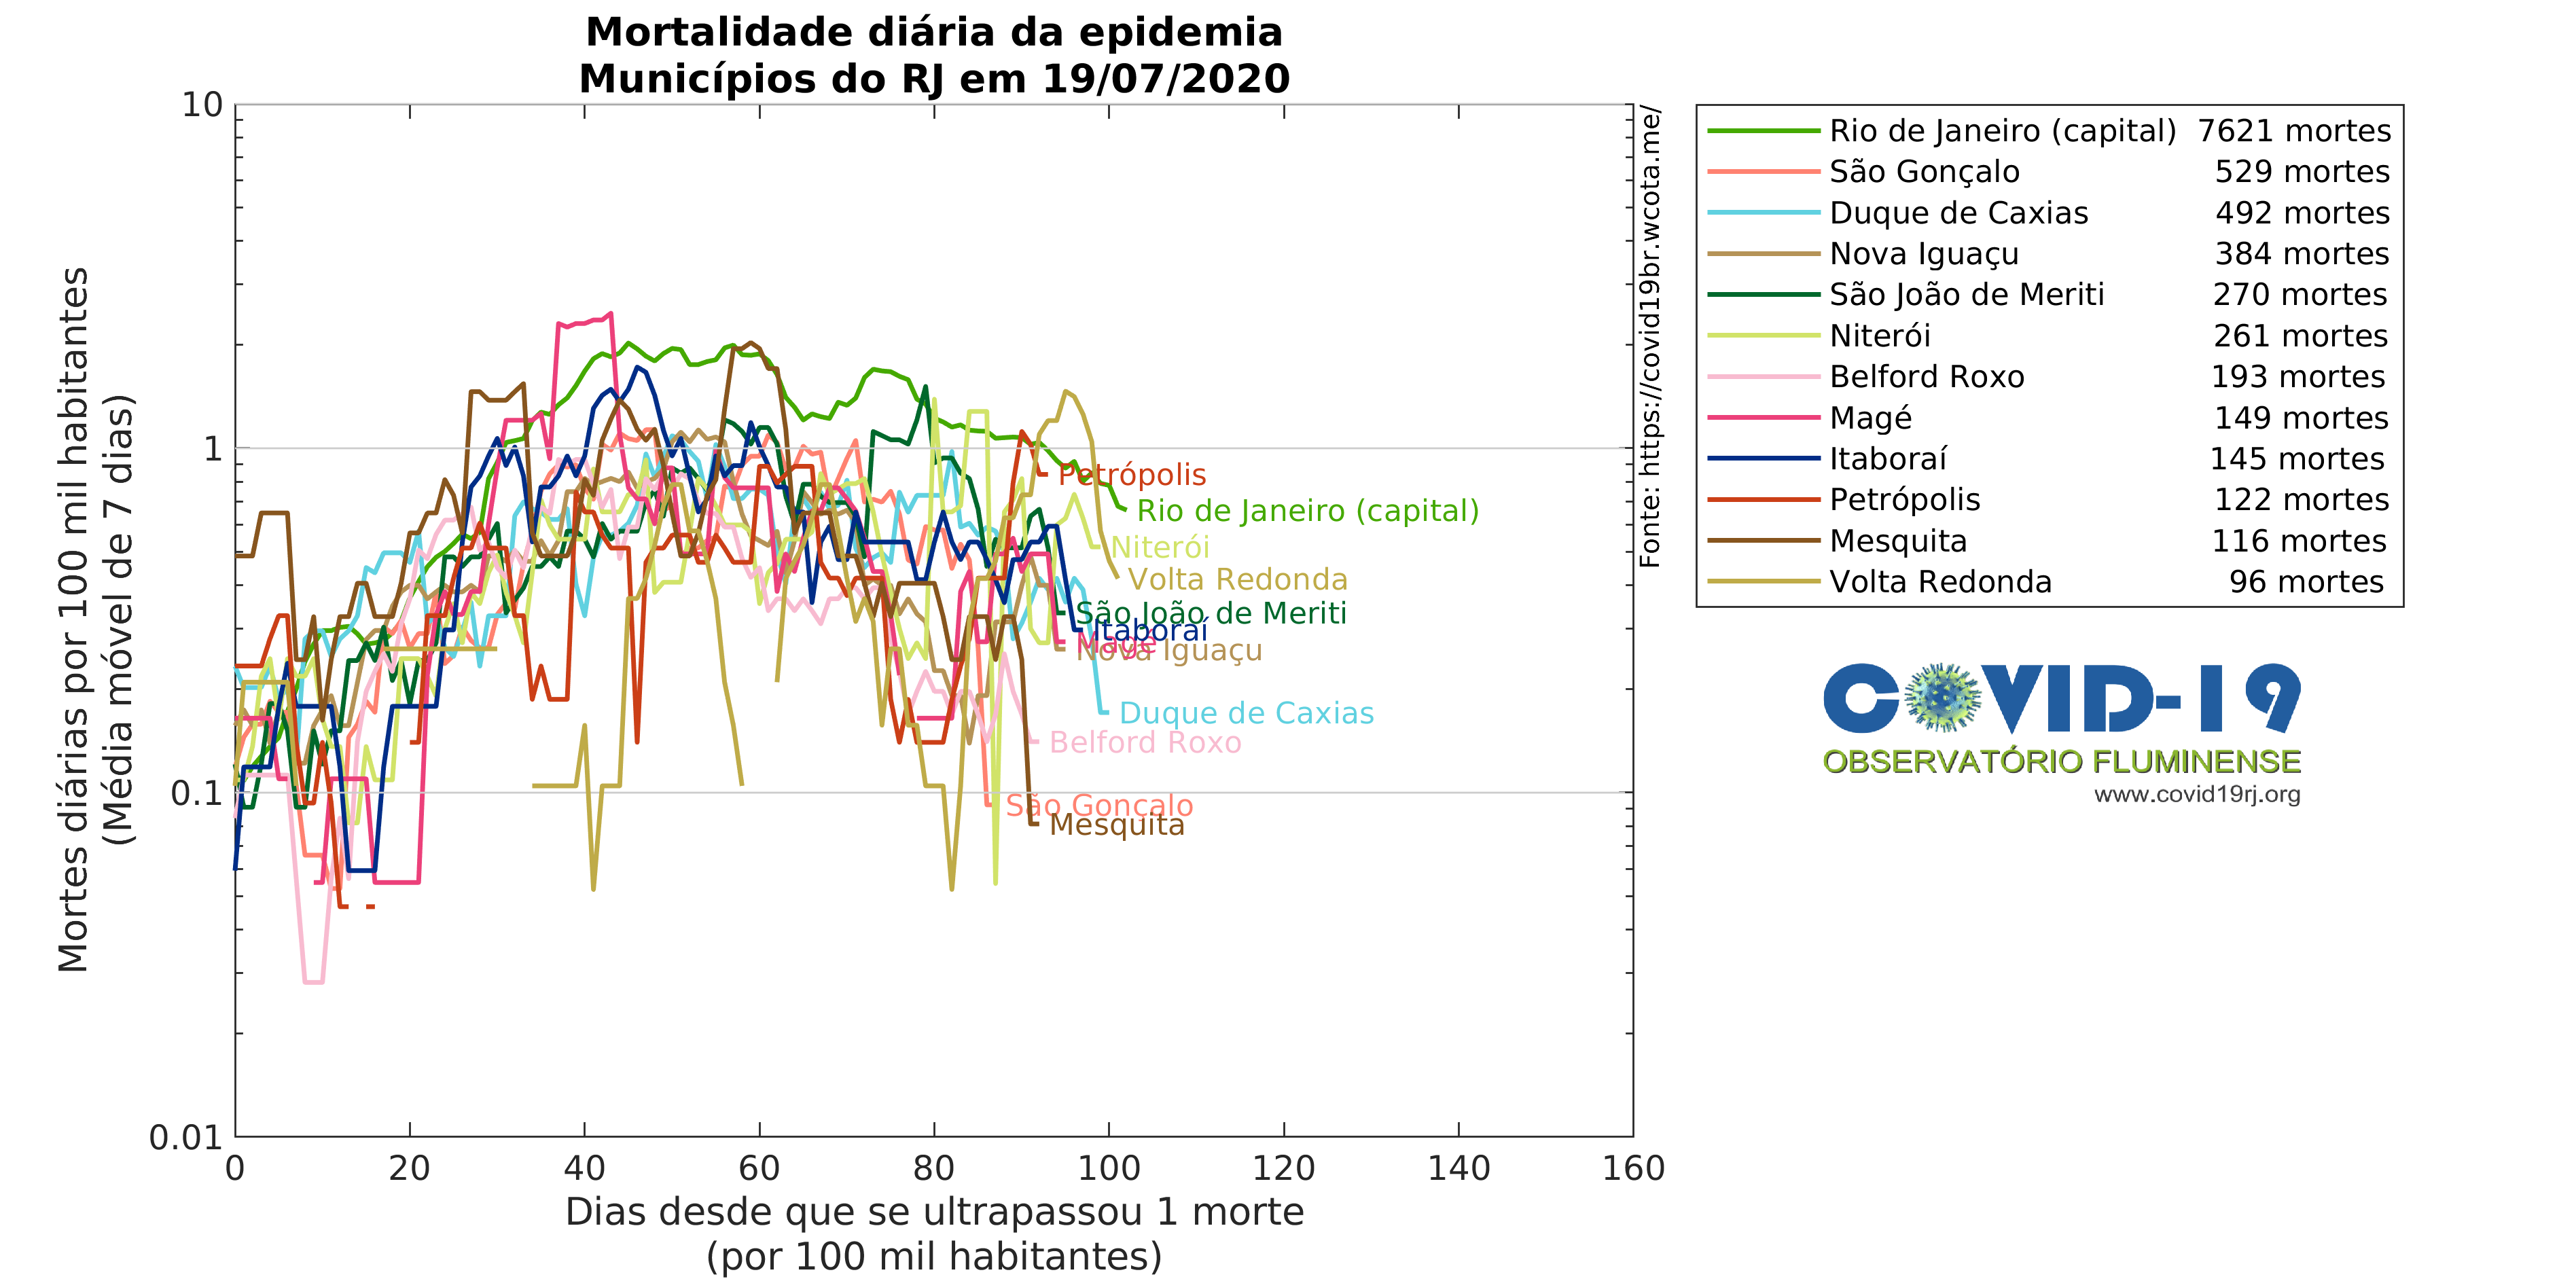 Mortalidade diária da epidemia
Municípios do RJ em 19/07/2020
Mortes diárias por 100 mil habitantes
(Média móvel de 7 dias)
10
1
0.1
0.01
0 20 40 60 80 100 120 140 160
Dias desde que se ultrapassou 1 morte
(por 100 mil habitantes)
Petrópolis
Rio de Janeiro (capital)
Niterói
Volta Redonda
São João de Meriti
Itaboraí
Magé
Nova Iguaçu
Duque de Caxias
Belford Roxo
São Gonçalo
Mesquita
Fonte: https://covid19br.wcota.me/
Rio de Janeiro (capital) 7621 mortes
São Gonçalo 529 mortes
Duque de Caxias 492 mortes
Nova Iguaçu 384 mortes
São João de Meriti 270 mortes
Niterói 261 mortes
Belford Roxo 193 mortes
Magé 149 mortes
Itaboraí 145 mortes
Petrópolis 122 mortes
Mesquita 116 mortes
Volta Redonda 96 mortes
COVID-19
OBSERVATÓRIO FLUMINENSE
www.covid19rj.org